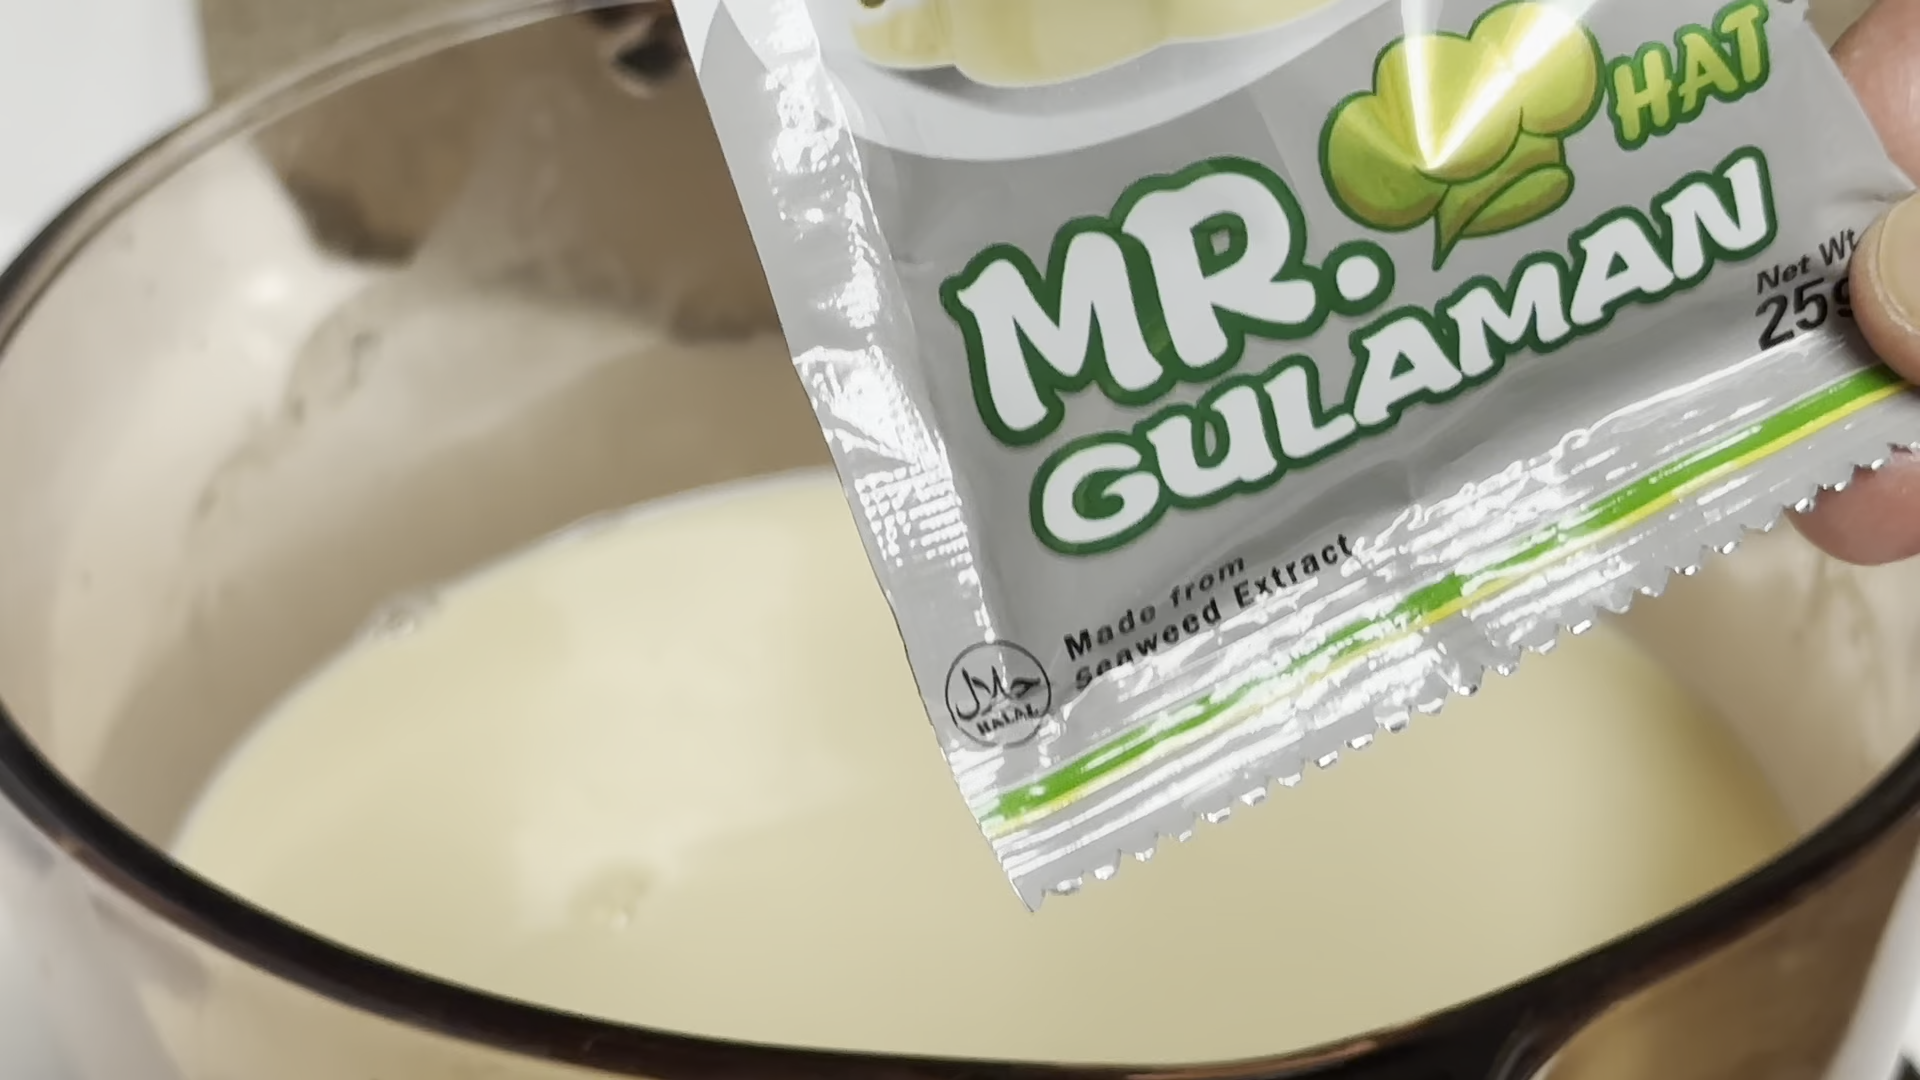 HAT
MR.
GULAMAN
Net Wt
25g
Made from
seaweed Extract
حلال
HALAL